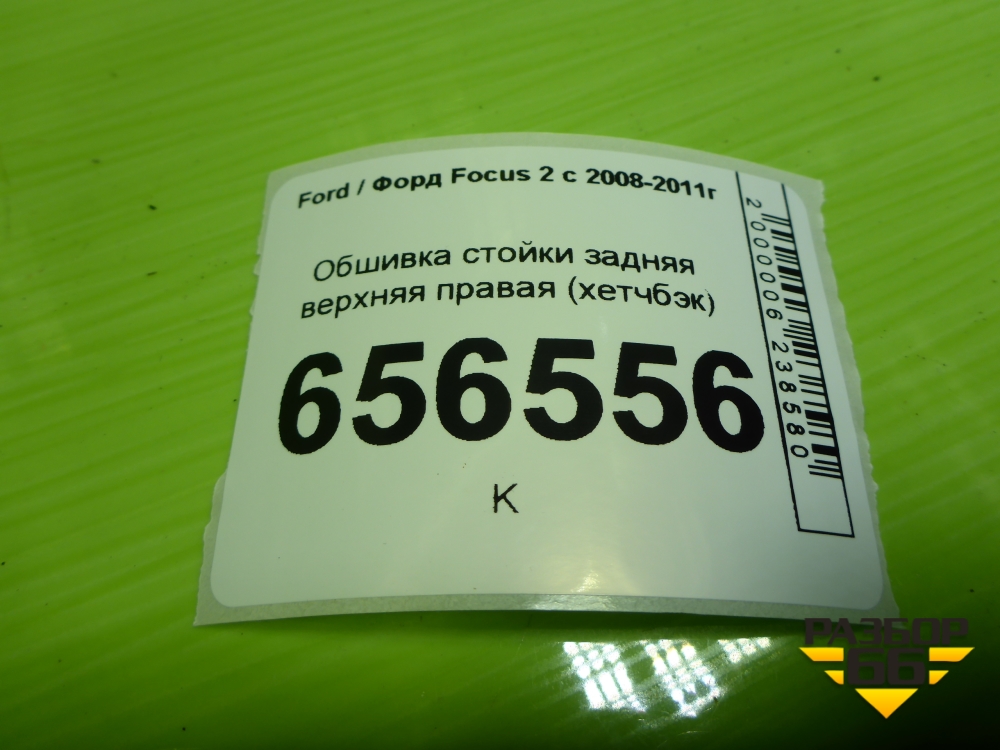 Ford / Форд Focus 2 с 2008-2011г
Обшивка стойки задняя
верхняя правая (хетчбэк)
656556
К
2000006238580
РАЗБОР
66